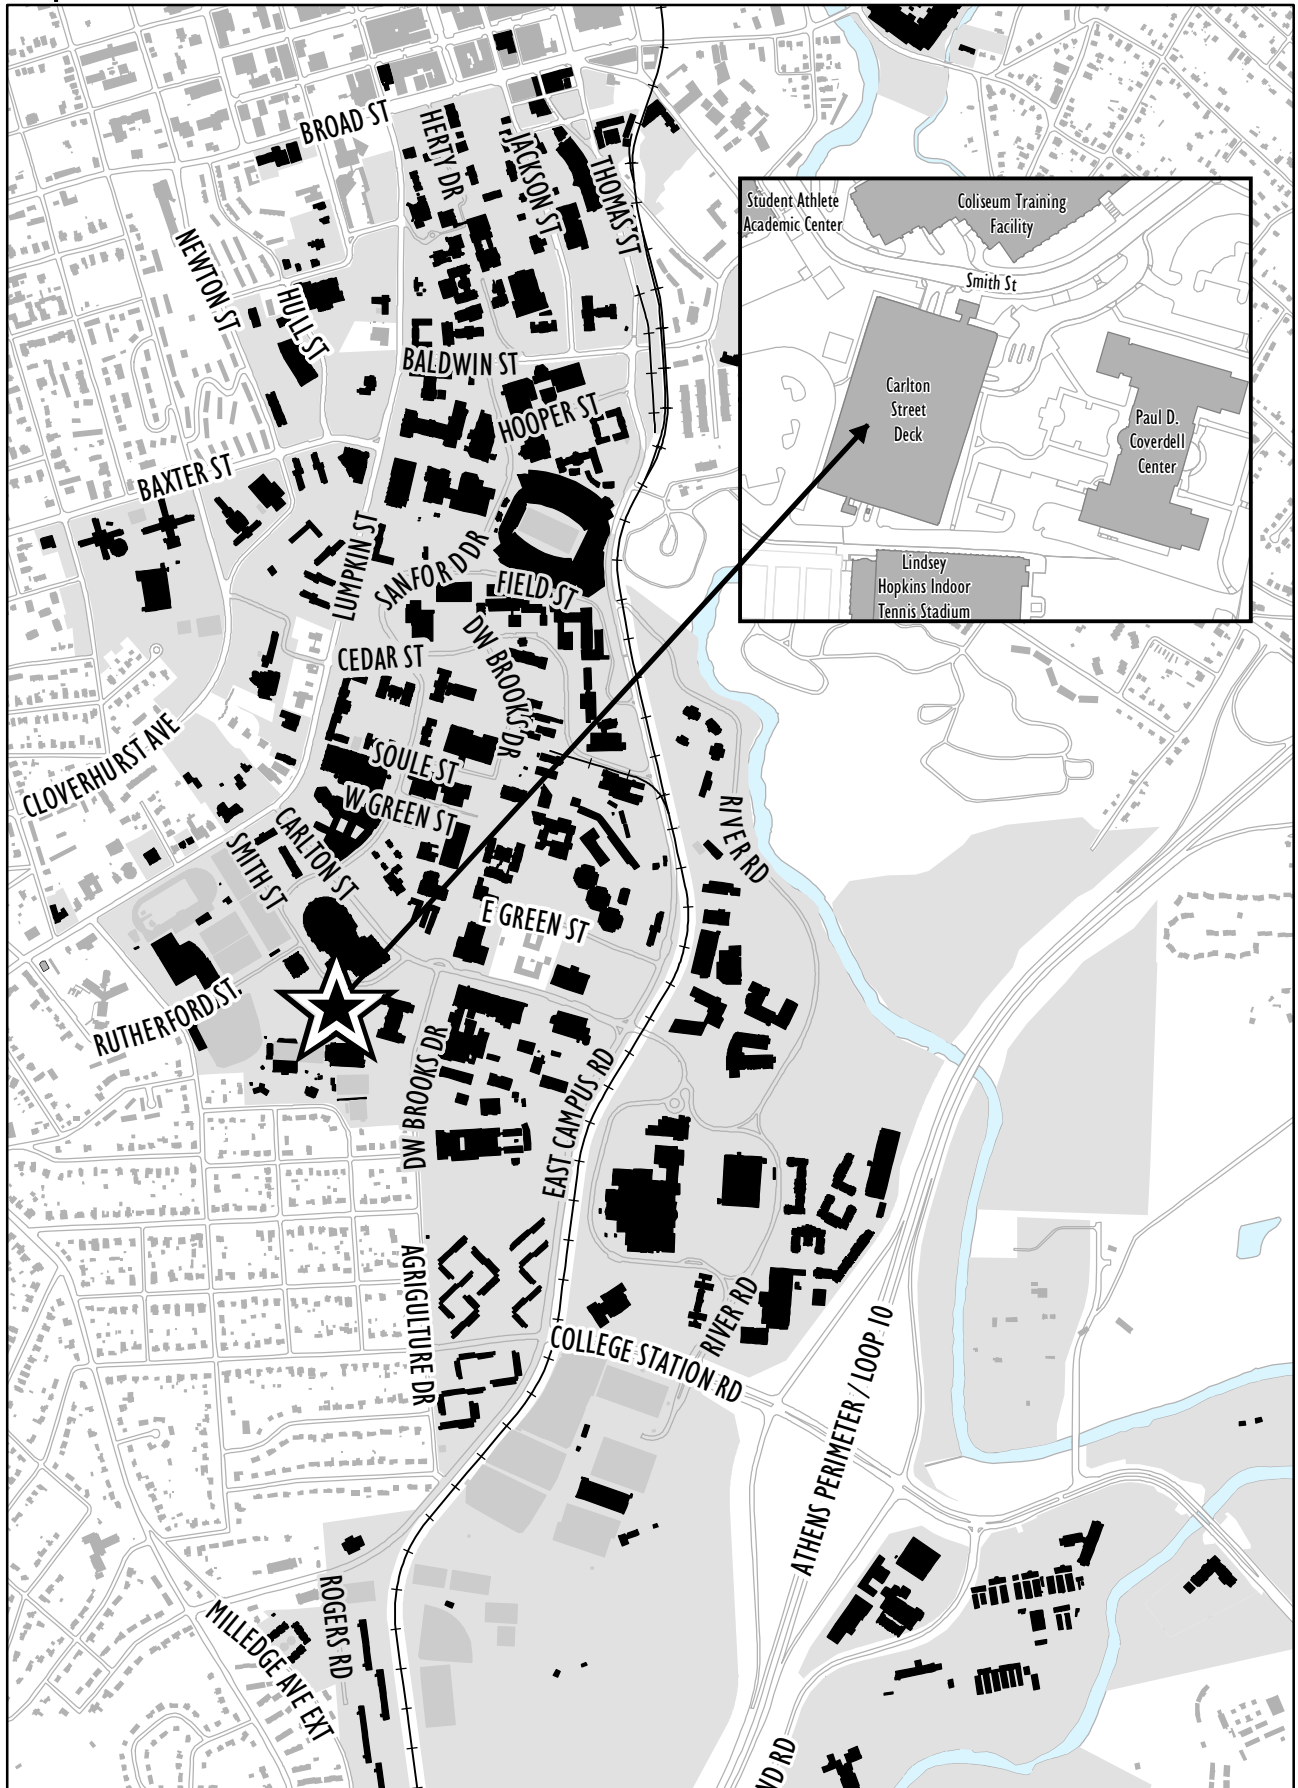 BROAD ST
HERTY DR
JACKSON ST
THOMAS ST
NEWTON ST
HULL ST
BALDWIN ST
HOOPER ST
BAXTER ST
LUMPKIN ST
SANFORD DR
FIELD ST
CEDAR ST
DW BROOKS DR
SOULE ST
W GREEN ST
CLOVERHURST AVE
CARLTON ST
SMITH ST
RIVER RD
E GREEN ST
RUTHERFORD ST.
DW BROOKS DR
EAST CAMPUS RD
AGRICULTURE DR
RIVER RD
COLLEGE STATION RD
ATHENS PERIMETER / LOOP 10
ROGERS RD
MILLEDGE AVE EXT
ND RD
Student Athlete
Academic Center
Coliseum Training
Facility
Smith St
Carlton
Street
Deck
Paul D.
Coverdell
Center
Lindsey
Hopkins Indoor
Tennis Stadium